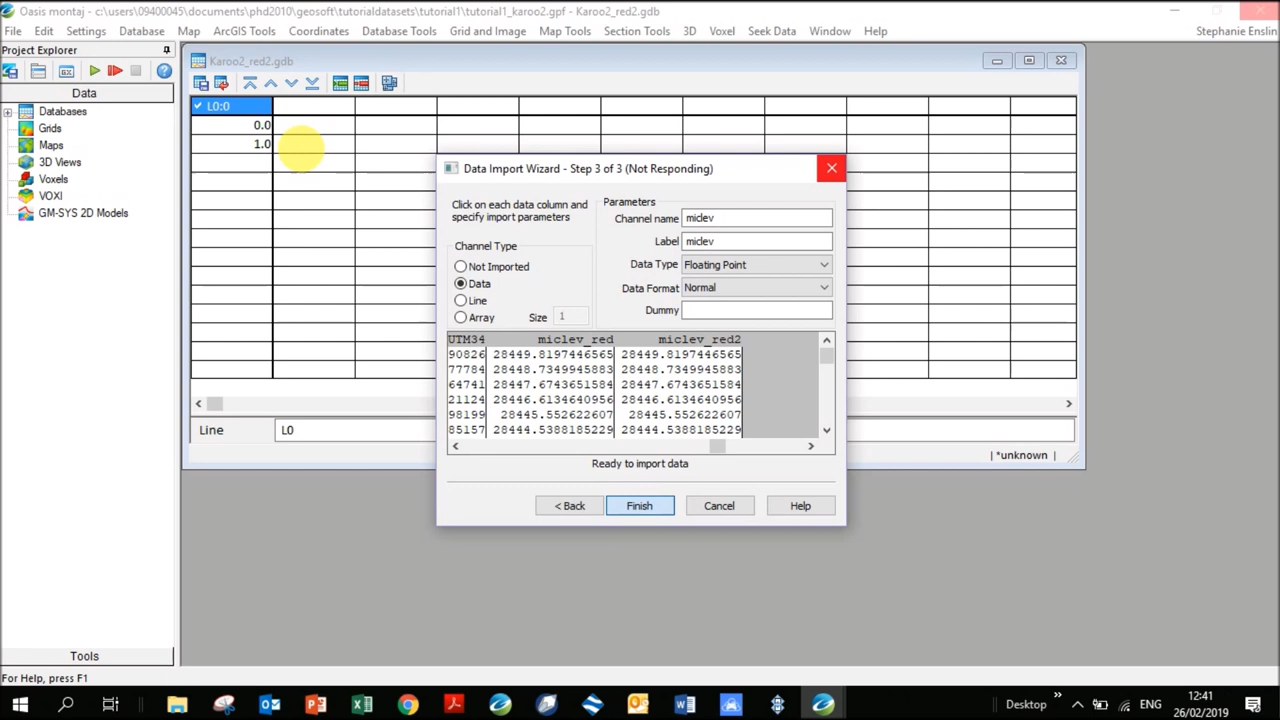 Oasis montaj - c:\users\09400045\documents\phd2010\geosoft\tutorialdatasets\tutorial1\tutorial1_karoo2.gpf - Karoo2_red2.gdb
File Edit Settings Database Map ArcGIS Tools Coordinates Database Tools Grid and Image Map Tools Section Tools 3D Voxel Seek Data Window Help Stephanie Enslin
Project Explorer
Data
Databases
Grids
Maps
3D Views
Voxels
VOXI
GM-SYS 2D Models
Tools
Karoo2_red2.gdb
L0:0
0.0
1.0
Line L0
*unknown
Data Import Wizard - Step 3 of 3 (Not Responding)
Click on each data column and
specify import parameters
Channel Type
Not Imported
Data
Line
Array Size 1
Parameters
Channel name miclev
Label miclev
Data Type Floating Point
Data Format Normal
Dummy
UTM34 miclev_red miclev_red2
90826 28449.8197446565 28449.8197446565
77784 28448.7349945883 28448.7349945883
64741 28447.6743651584 28447.6743651584
21124 28446.6134640956 28446.6134640956
98199 28445.552622607 28445.552622607
85157 28444.5388185229 28444.5388185229
Ready to import data
< Back Finish Cancel Help
For Help, press F1
Desktop ENG 12:41
26/02/2019